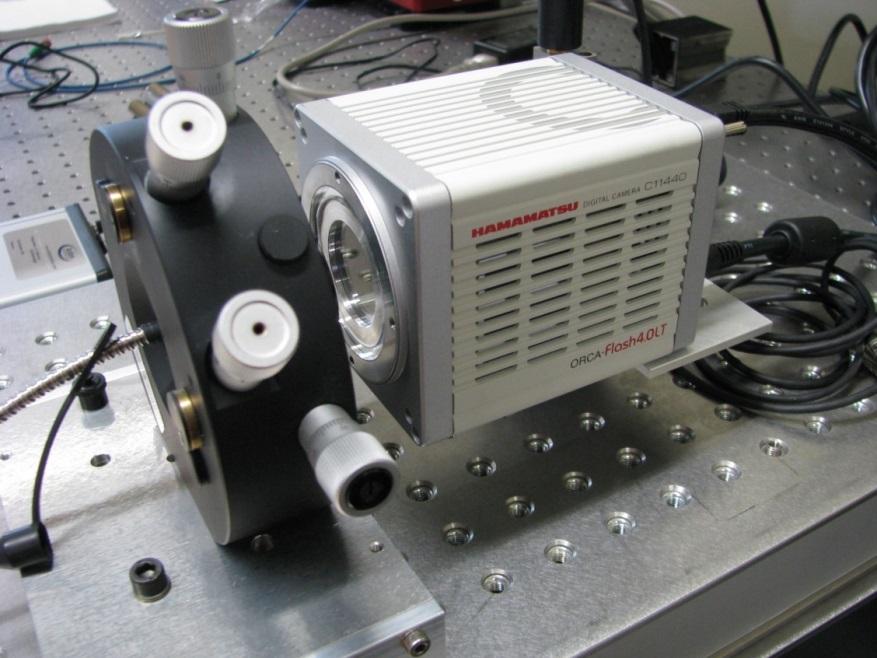 HAMAMATSU DIGITAL CAMERA C11440
ORCA-Flash4.0LT